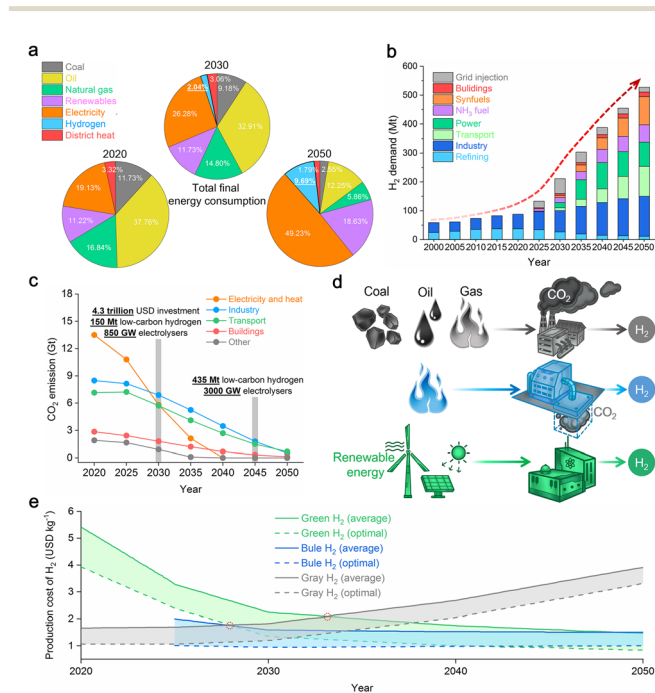 a
Coal
Oil
Natural gas
Renewables
Electricity
Hydrogen
District heat
2030
3.06%
2.04%
9.18%
26.28%
32.91%
11.73%
14.80%
Total final
energy consumption
2020
3.32%
11.73%
19.13%
37.76%
11.22%
16.84%
2050
1.79%
2.55%
9.69%
12.25%
5.86%
18.63%
49.23%
b
H2 demand (Mt)
600
500
400
300
200
100
0
Grid injection
Bulidings
Synfuels
NH3 fuel
Power
Transport
Industry
Refining
2000 2005 2010 2015 2020 2025 2030 2035 2040 2045 2050
Year
c
CO2 emission (Gt)
18
15
12
9
6
3
0
4.3 trillion USD investment
150 Mt low-carbon hydrogen
850 GW electrolysers
Electricity and heat
Industry
Transport
Buildings
Other
435 Mt low-carbon hydrogen
3000 GW electrolysers
2020 2025 2030 2035 2040 2045 2050
Year
d
Coal
Oil
Gas
CO2
H2
CO2
H2
Renewable
energy
H2
e
Production cost of H2 (USD kg-1)
6
5
4
3
2
1
Green H2 (average)
Green H2 (optimal)
Bule H2 (average)
Bule H2 (optimal)
Gray H2 (average)
Gray H2 (optimal)
2020 2030 2040 2050
Year